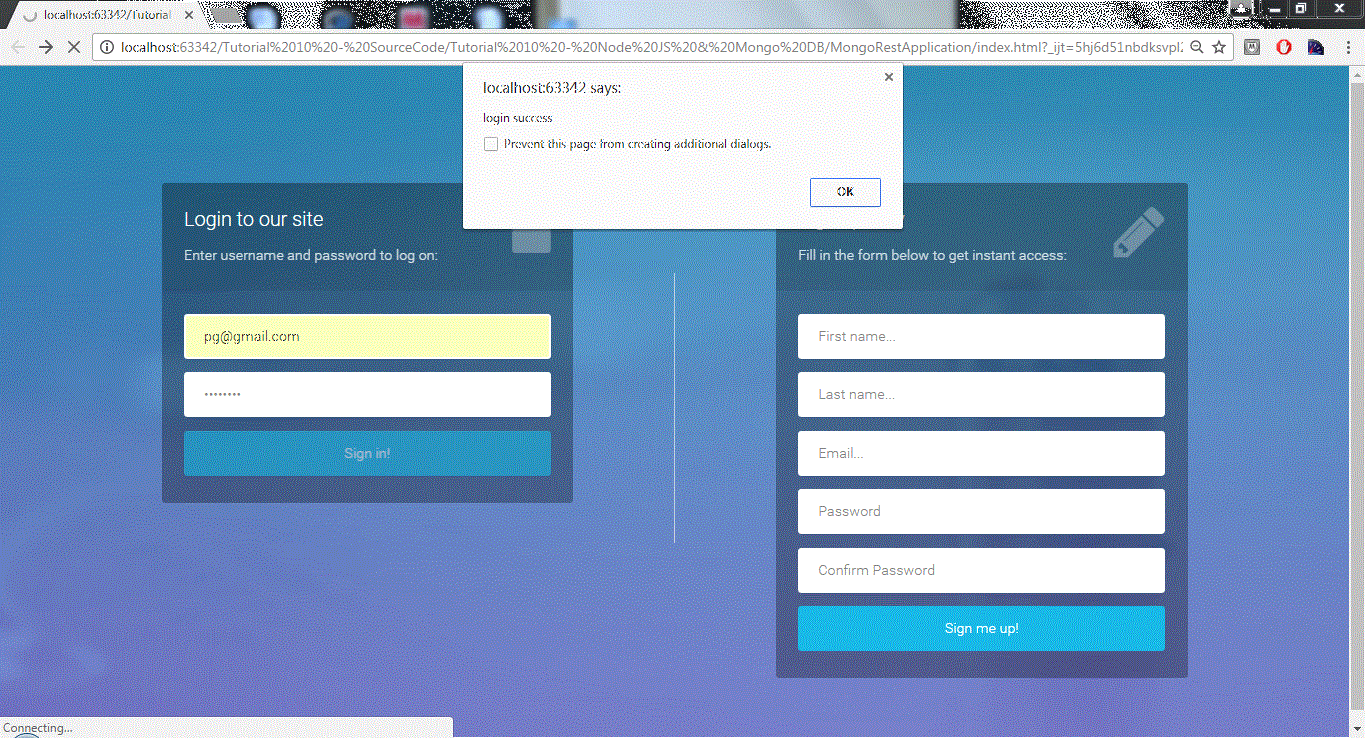 localhost:63342/Tutorial
localhost:63342/Tutorial%2010%20-%20SourceCode/Tutorial%2010%20-%20Node%20JS%20&%20Mongo%20DB/MongoRestApplication/index.html?_ijt=5hj6d51nbdksvpl2
localhost:63342 says:
login success
Prevent this page from creating additional dialogs.
OK
Login to our site
Enter username and password to log on:
pg@gmail.com
••••••••
Sign in!
Fill in the form below to get instant access:
First name...
Last name...
Email...
Password
Confirm Password
Sign me up!
Connecting...